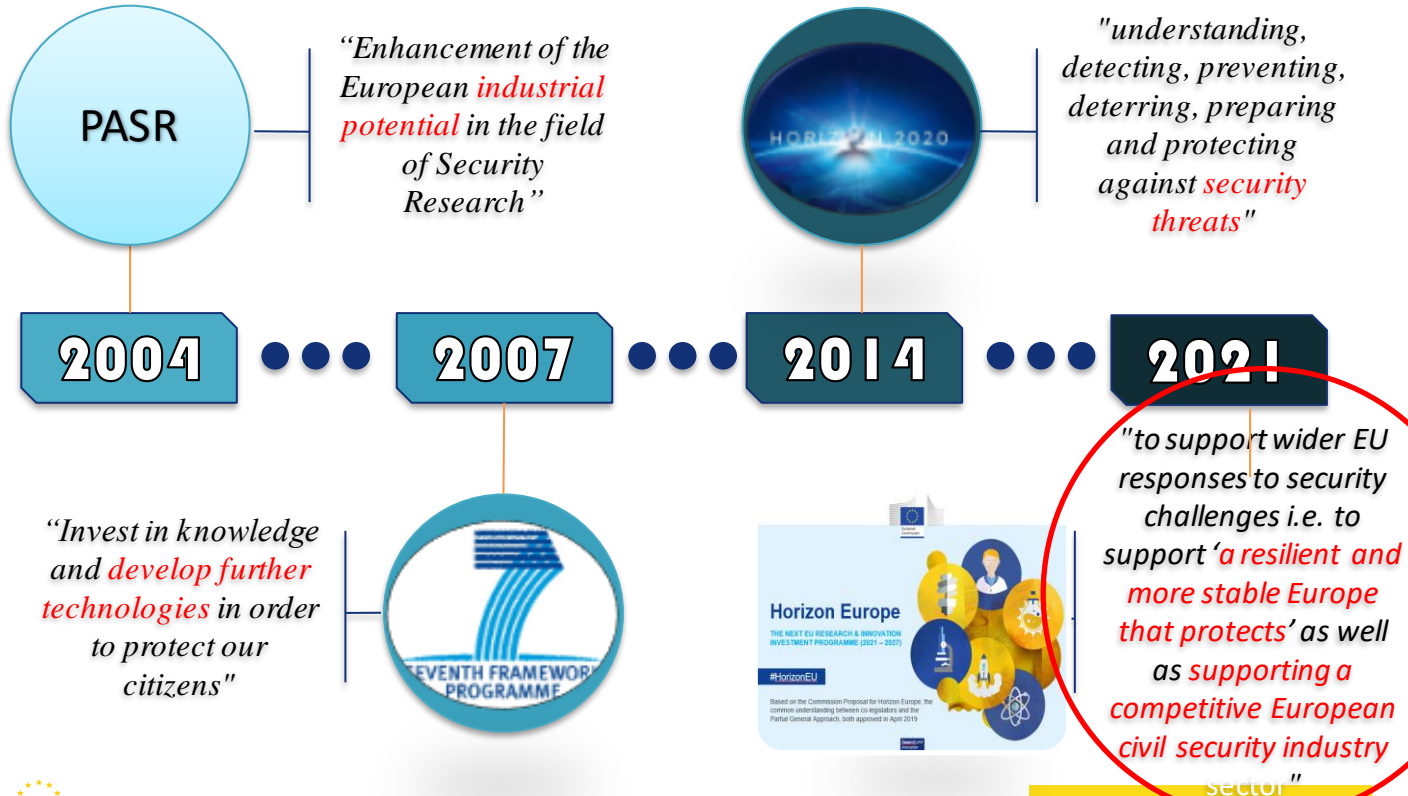 PASR
“Enhancement of the
European industrial
potential in the field
of Security
Research”
HORIZON 2020
"understanding,
detecting, preventing,
deterring, preparing
and protecting
against security
threats"
2004
2007
2014
2021
“Invest in knowledge
and develop further
technologies in order
to protect our
citizens"
7
SEVENTH FRAMEWORK
PROGRAMME
European
Commission
Horizon Europe
THE NEXT EU RESEARCH & INNOVATION
INVESTMENT PROGRAMME (2021 – 2027)
#HorizonEU
Based on the Commission Proposal for Horizon Europe, the
common understanding between co-legislators and the
Partial General Approach, both approved in April 2019
"to support wider EU
responses to security
challenges i.e. to
support ‘a resilient and
more stable Europe
that protects’ as well
as supporting a
competitive European
civil security industry
sector"